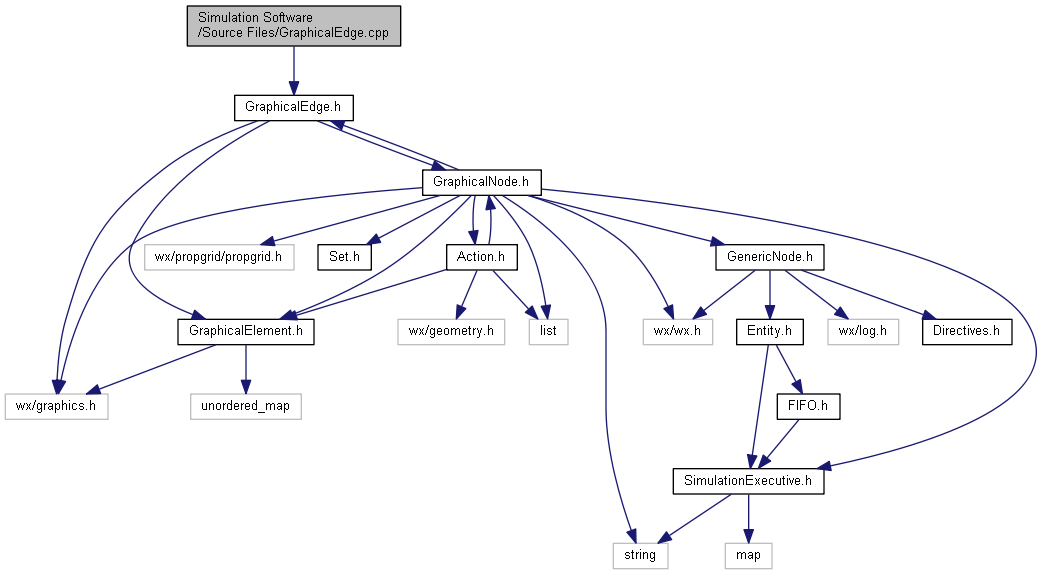 Simulation Software
/Source Files/GraphicalEdge.cpp
GraphicalEdge.h
GraphicalNode.h
wx/propgrid/propgrid.h
Set.h
Action.h
GenericNode.h
GraphicalElement.h
wx/geometry.h
list
wx/wx.h
Entity.h
wx/log.h
Directives.h
wx/graphics.h
unordered_map
FIFO.h
SimulationExecutive.h
string
map